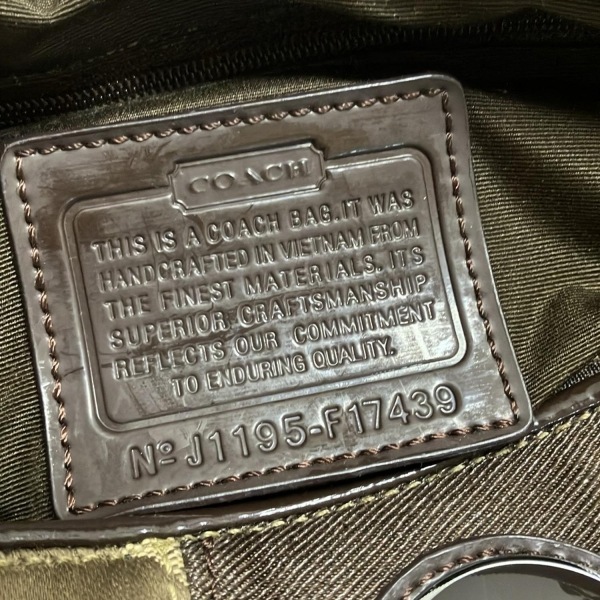 COACH
THIS IS A COACH BAG. IT WAS
HANDCRAFTED IN VIETNAM FROM
THE FINEST MATERIALS. ITS
SUPERIOR CRAFTSMANSHIP
REFLECTS OUR COMMITMENT
TO ENDURING QUALITY.
Nº J1195-F17439